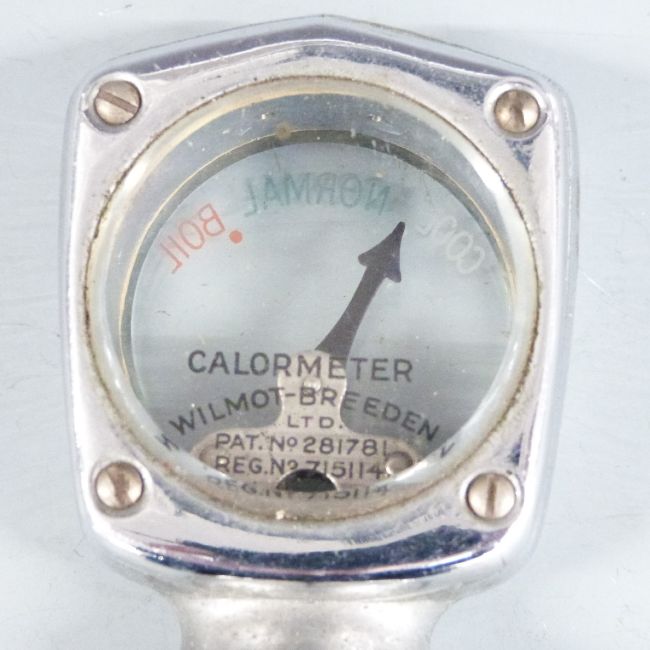 BOIL NORMAL COOL
CALORMETER
WILMOT-BREEDEN
LTD.
PAT. No 281781
REG. No 715114